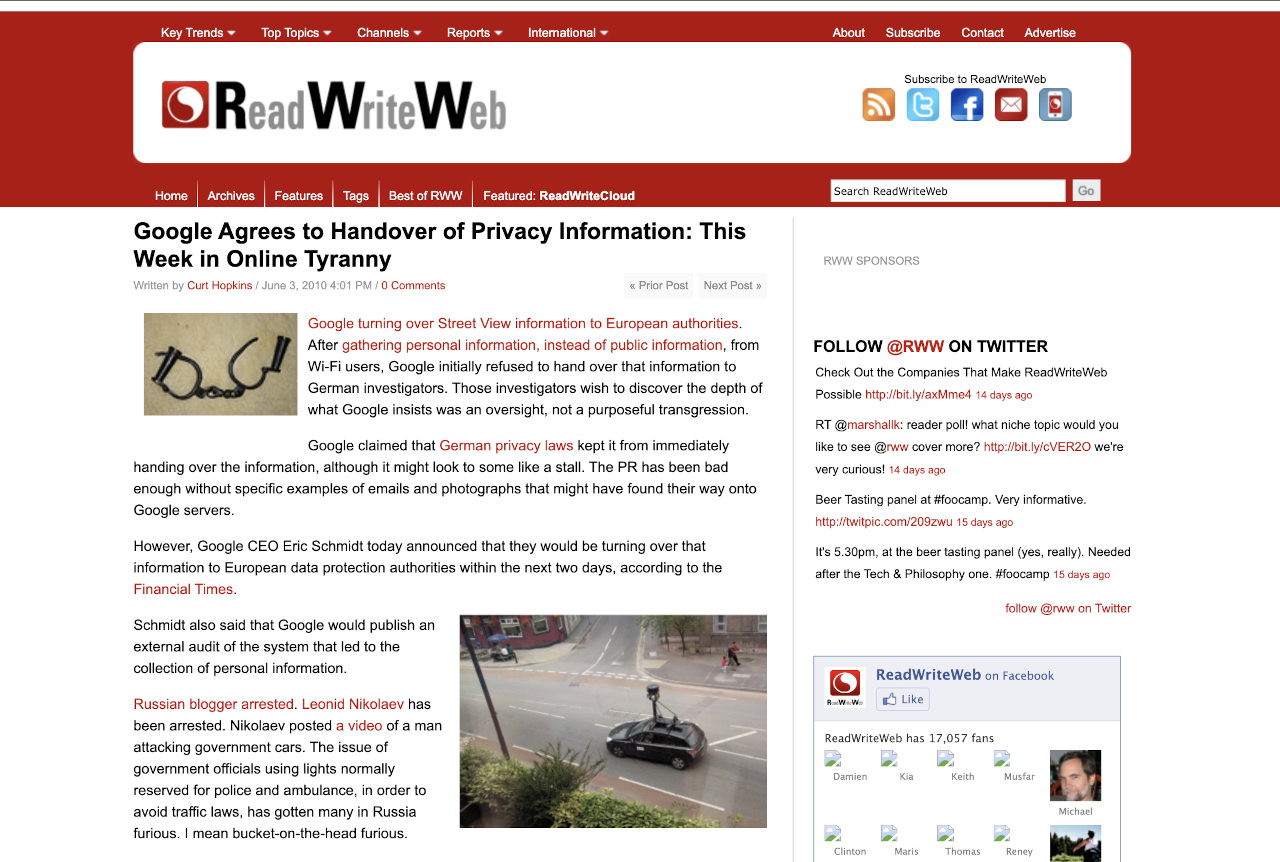 Key Trends Top Topics Channels Reports International About Subscribe Contact Advertise
ReadWriteWeb
Subscribe to ReadWriteWeb
Home Archives Features Tags Best of RWW Featured: ReadWriteCloud
Search ReadWriteWeb Go
Google Agrees to Handover of Privacy Information: This
Week in Online Tyranny
Written by Curt Hopkins / June 3, 2010 4:01 PM / 0 Comments
« Prior Post Next Post »
Google turning over Street View information to European authorities.
After gathering personal information, instead of public information, from
Wi-Fi users, Google initially refused to hand over that information to
German investigators. Those investigators wish to discover the depth of
what Google insists was an oversight, not a purposeful transgression.
Google claimed that German privacy laws kept it from immediately
handing over the information, although it might look to some like a stall. The PR has been bad
enough without specific examples of emails and photographs that might have found their way onto
Google servers.
However, Google CEO Eric Schmidt today announced that they would be turning over that
information to European data protection authorities within the next two days, according to the
Financial Times.
Schmidt also said that Google would publish an
external audit of the system that led to the
collection of personal information.
Russian blogger arrested. Leonid Nikolaev has
been arrested. Nikolaev posted a video of a man
attacking government cars. The issue of
government officials using lights normally
reserved for police and ambulance, in order to
avoid traffic laws, has gotten many in Russia
furious. I mean bucket-on-the-head furious.
RWW SPONSORS
FOLLOW @RWW ON TWITTER
Check Out the Companies That Make ReadWriteWeb
Possible http://bit.ly/axMme4 14 days ago
RT @marshallk: reader poll! what niche topic would you
like to see @rww cover more? http://bit.ly/cVER2O we're
very curious! 14 days ago
Beer Tasting panel at #foocamp. Very informative.
http://twitpic.com/209zwu 15 days ago
It's 5.30pm, at the beer tasting panel (yes, really). Needed
after the Tech & Philosophy one. #foocamp 15 days ago
follow @rww on Twitter
ReadWriteWeb on Facebook
ReadWriteWeb
Like
ReadWriteWeb has 17,057 fans
Damien Kia Keith Musfar
Michael
Clinton Maris Thomas Reney